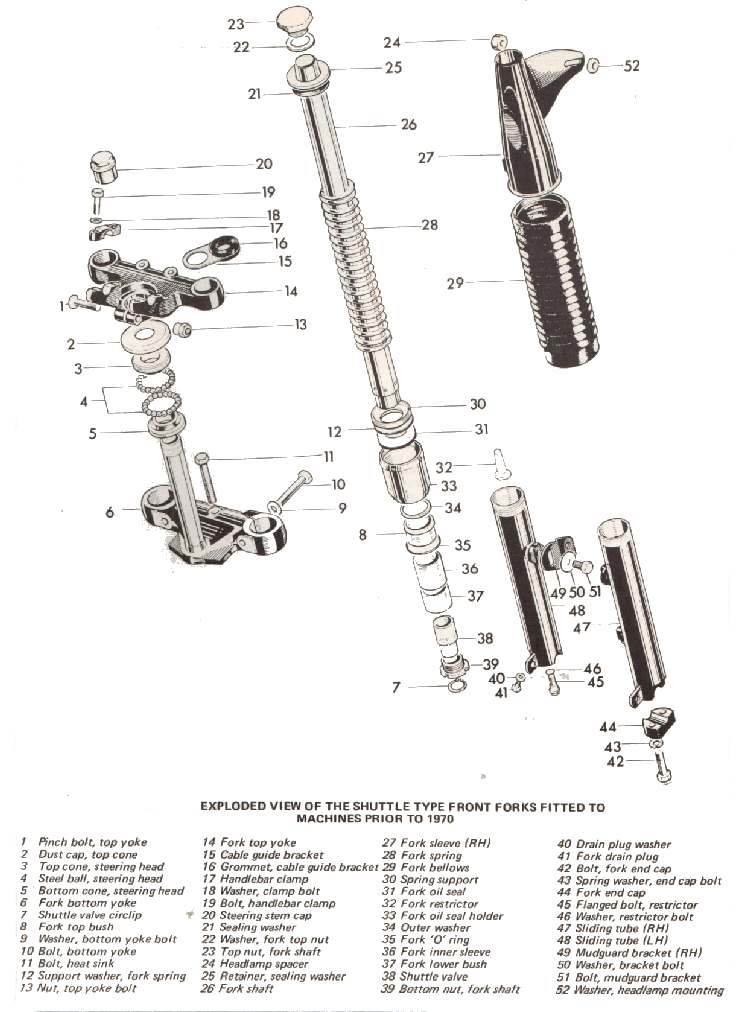 23
22
24
52
25
21
26
27
20
19
28
18
17
16
15
29
14
1
13
2
3
4
5
30
12
31
11
32
10
33
9
34
6
8
35
36
49 50 51
37
48
47
38
39
46
40
7
45
41
44
43
42
EXPLODED VIEW OF THE SHUTTLE TYPE FRONT FORKS FITTED TO
MACHINES PRIOR TO 1970
1 Pinch bolt, top yoke
2 Dust cap, top cone
3 Top cone, steering head
4 Steel ball, steering head
5 Bottom cone, steering head
6 Fork bottom yoke
7 Shuttle valve circlip
8 Fork top bush
9 Washer, bottom yoke bolt
10 Bolt, bottom yoke
11 Bolt, heat sink
12 Support washer, fork spring
13 Nut, top yoke bolt
14 Fork top yoke
15 Cable guide bracket
16 Grommet, cable guide bracket
17 Handlebar clamp
18 Washer, clamp bolt
19 Bolt, handlebar clamp
20 Steering stem cap
21 Sealing washer
22 Washer, fork top nut
23 Top nut, fork shaft
24 Headlamp spacer
25 Retainer, sealing washer
26 Fork shaft
27 Fork sleeve (RH)
28 Fork spring
29 Fork bellows
30 Spring support
31 Fork oil seal
32 Fork restrictor
33 Fork oil seal holder
34 Outer washer
35 Fork 'O' ring
36 Fork inner sleeve
37 Fork lower bush
38 Shuttle valve
39 Bottom nut, fork shaft
40 Drain plug washer
41 Fork drain plug
42 Bolt, fork end cap
43 Spring washer, end cap bolt
44 Fork end cap
45 Flanged bolt, restrictor
46 Washer, restrictor bolt
47 Sliding tube (RH)
48 Sliding tube (LH)
49 Mudguard bracket (RH)
50 Washer, bracket bolt
51 Bolt, mudguard bracket
52 Washer, headlamp mounting